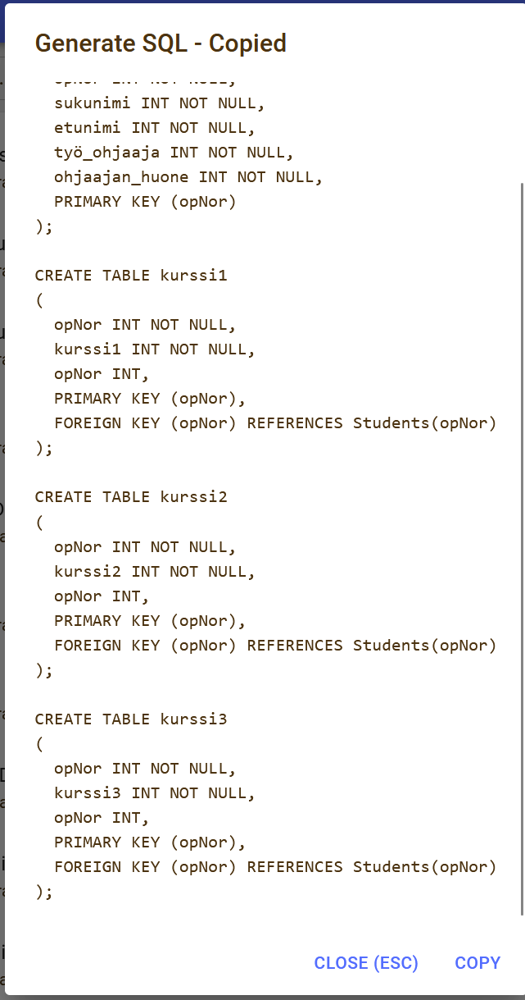 Generate SQL - Copied
opNor INT NOT NULL,
sukunimi INT NOT NULL,
etunimi INT NOT NULL,
työ_ohjaaja INT NOT NULL,
ohjaajan_huone INT NOT NULL,
PRIMARY KEY (opNor)
);
CREATE TABLE kurssi1
(
opNor INT NOT NULL,
kurssi1 INT NOT NULL,
opNor INT,
PRIMARY KEY (opNor),
FOREIGN KEY (opNor) REFERENCES Students(opNor)
);
CREATE TABLE kurssi2
(
opNor INT NOT NULL,
kurssi2 INT NOT NULL,
opNor INT,
PRIMARY KEY (opNor),
FOREIGN KEY (opNor) REFERENCES Students(opNor)
);
CREATE TABLE kurssi3
(
opNor INT NOT NULL,
kurssi3 INT NOT NULL,
opNor INT,
PRIMARY KEY (opNor),
FOREIGN KEY (opNor) REFERENCES Students(opNor)
);
CLOSE (ESC) COPY